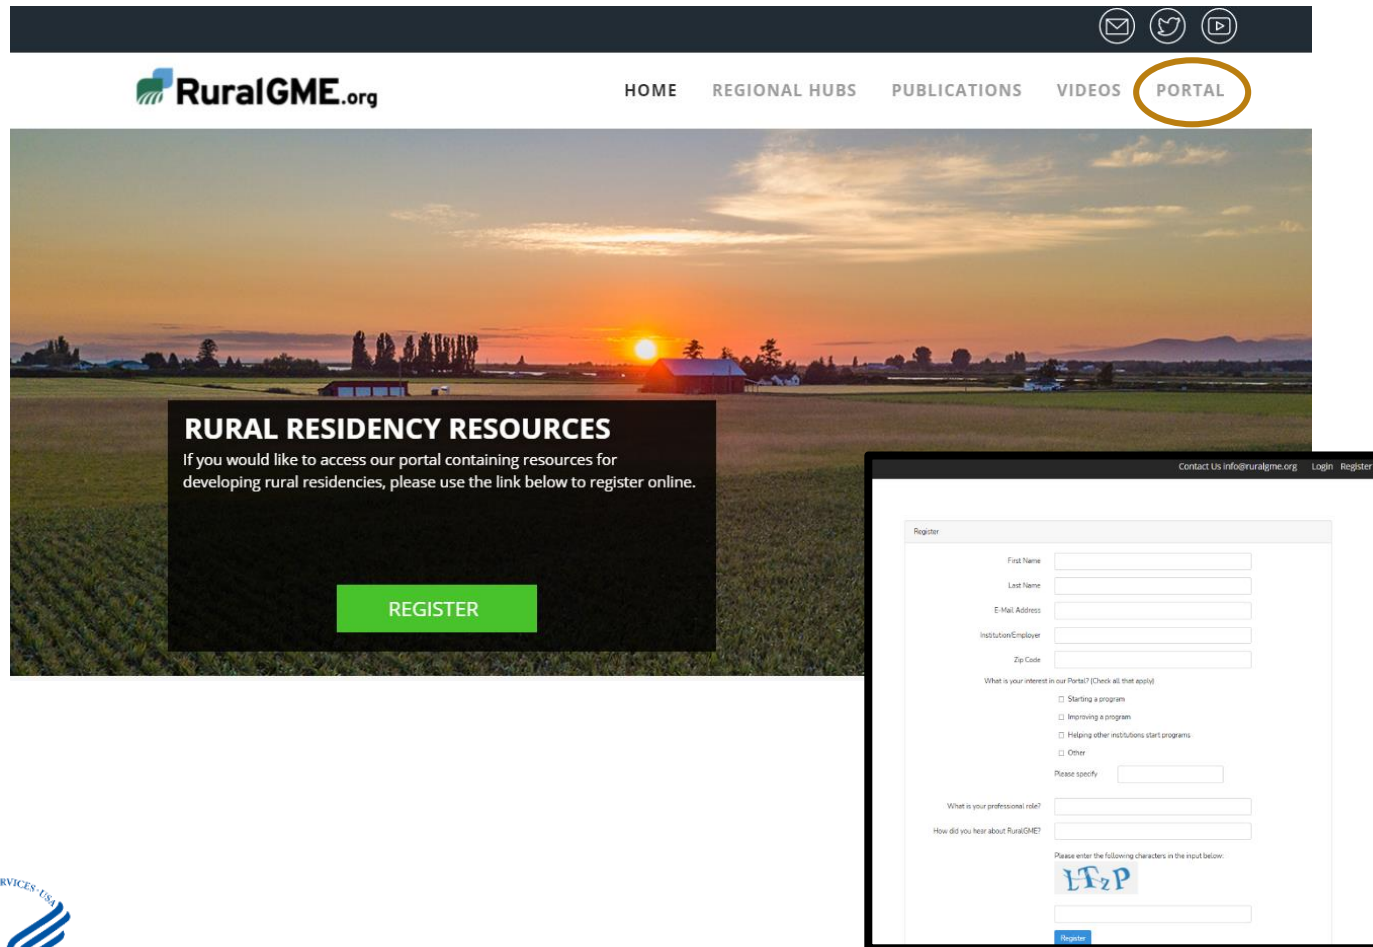 RuralGME.org
HOME REGIONAL HUBS PUBLICATIONS VIDEOS PORTAL
RURAL RESIDENCY RESOURCES
If you would like to access our portal containing resources for
developing rural residencies, please use the link below to register online.
REGISTER
Contact Us info@ruralgme.org Login Register
Register
First Name
Last Name
E-Mail Address
Institution/Employer
Zip Code
What is your interest in our Portal? (Check all that apply)
Starting a program
Improving a program
Helping other institutions start programs
Other
Please specify
What is your professional role?
How did you hear about RuralGME?
Please enter the following characters in the input below:
LTzP
Register
RVICES·USA